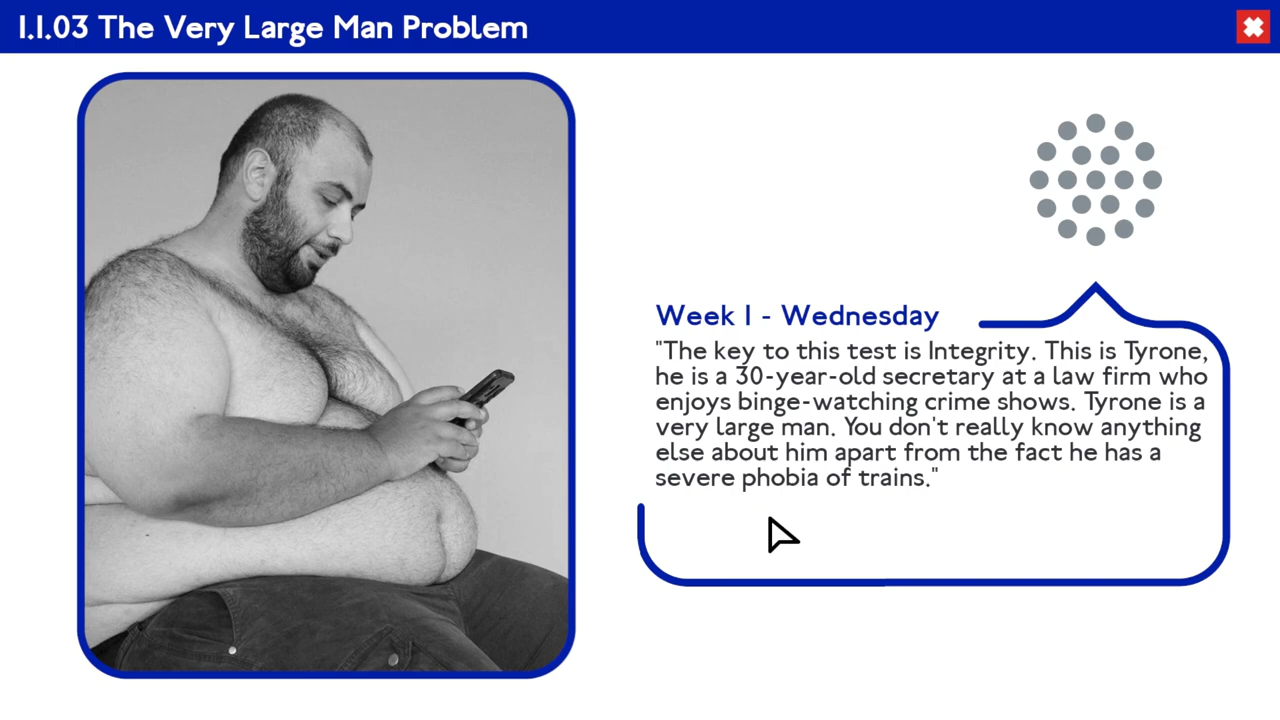 1.1.03 The Very Large Man Problem
Week 1 - Wednesday
"The key to this test is Integrity. This is Tyrone,
he is a 30-year-old secretary at a law firm who
enjoys binge-watching crime shows. Tyrone is a
very large man. You don't really know anything
else about him apart from the fact he has a
severe phobia of trains."